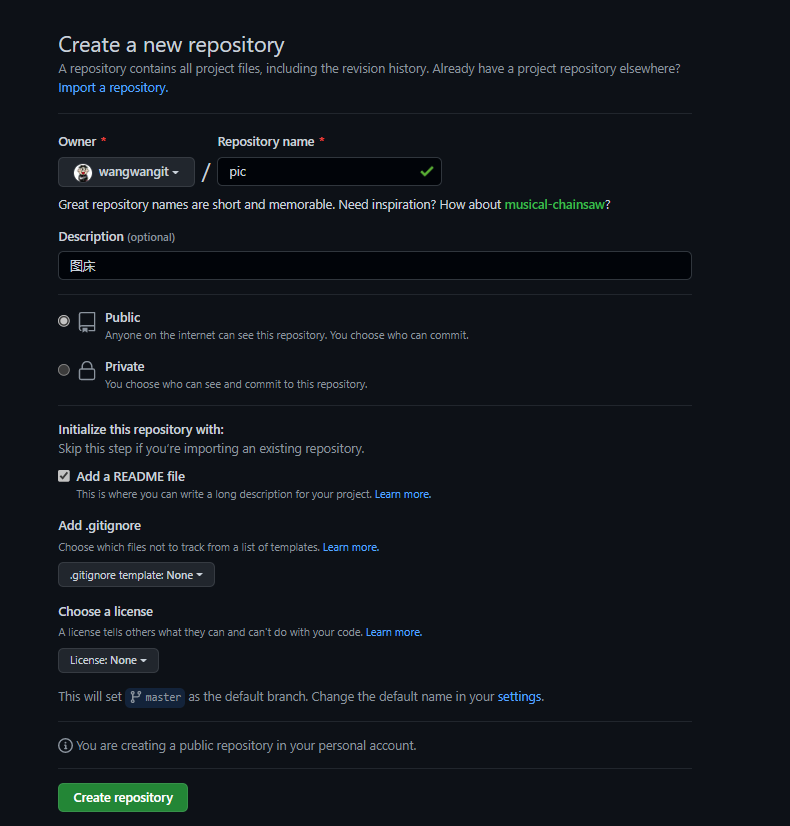 Create a new repository
A repository contains all project files, including the revision history. Already have a project repository elsewhere?
Import a repository.
Owner * Repository name *
wangwangit / pic
Great repository names are short and memorable. Need inspiration? How about musical-chainsaw?
Description (optional)
图床
Public
Anyone on the internet can see this repository. You choose who can commit.
Private
You choose who can see and commit to this repository.
Initialize this repository with:
Skip this step if you're importing an existing repository.
Add a README file
This is where you can write a long description for your project. Learn more.
Add .gitignore
Choose which files not to track from a list of templates. Learn more.
.gitignore template: None
Choose a license
A license tells others what they can and can't do with your code. Learn more.
License: None
This will set master as the default branch. Change the default name in your settings.
You are creating a public repository in your personal account.
Create repository